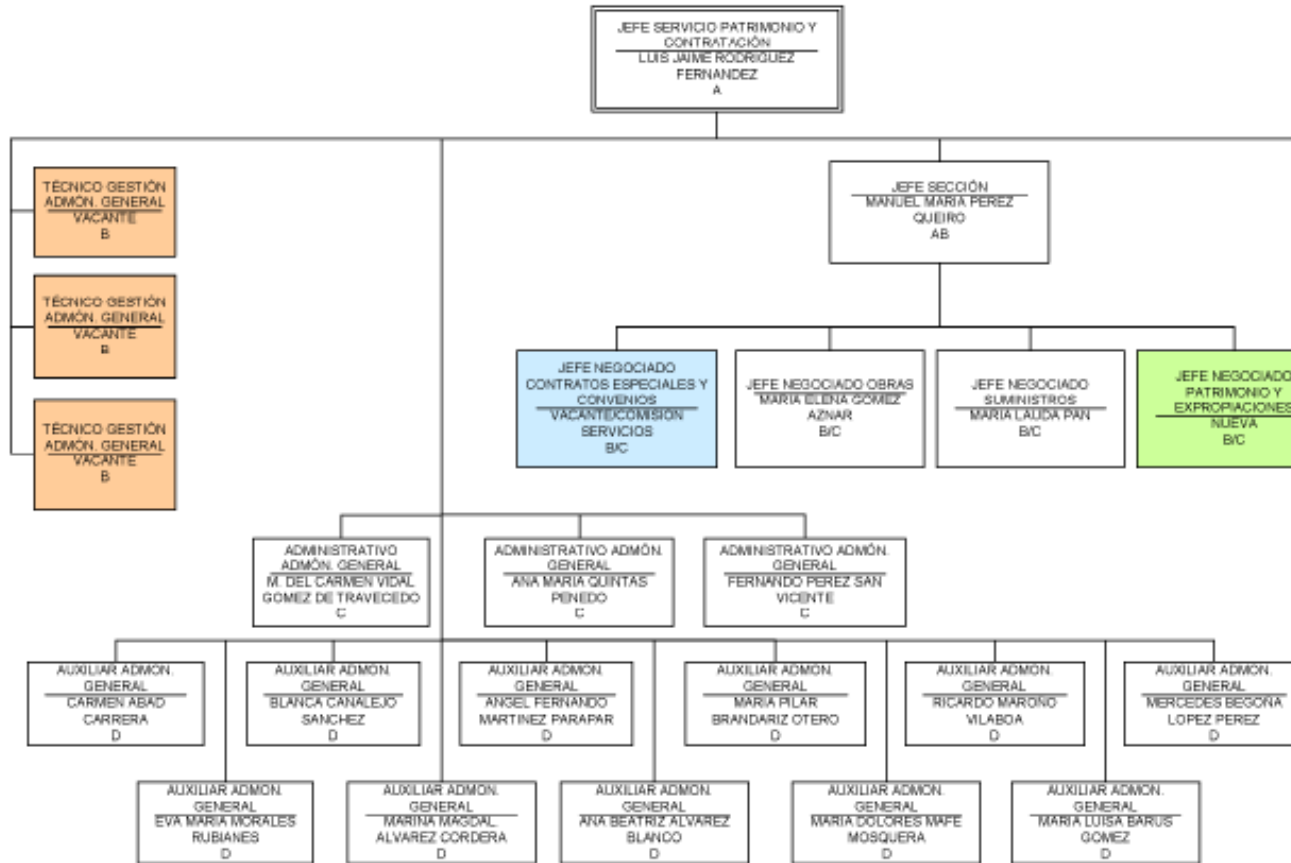 JEFE SERVICIO PATRIMONIO Y
CONTRATACIÓN
LUIS JAIME RODRIGUEZ
FERNANDEZ
A
TÉCNICO GESTIÓN
ADMÓN. GENERAL
VACANTE
B
JEFE SECCIÓN
MANUEL MARIA PEREZ
QUEIRO
AB
TÉCNICO GESTIÓN
ADMÓN. GENERAL
VACANTE
B
TÉCNICO GESTIÓN
ADMÓN. GENERAL
VACANTE
B
JEFE NEGOCIADO
CONTRATOS ESPECIALES Y
CONVENIOS
VACANTE/COMISION
SERVICIOS
B/C
JEFE NEGOCIADO OBRAS
MARIA ELENA GOMEZ
AZNAR
B/C
JEFE NEGOCIADO
SUMINISTROS
MARIA LAUDA PAN
B/C
JEFE NEGOCIADO
PATRIMONIO Y
EXPROPIACIONES
NUEVA
B/C
ADMINISTRATIVO
ADMÓN. GENERAL
M. DEL CARMEN VIDAL
GOMEZ DE TRAVECEDO
C
ADMINISTRATIVO ADMÓN.
GENERAL
ANA MARIA QUINTAS
PENEDO
C
ADMINISTRATIVO ADMÓN.
GENERAL
FERNANDO PEREZ SAN
VICENTE
C
AUXILIAR ADMON.
GENERAL
CARMEN ABAD
CARRERA
D
AUXILIAR ADMON.
GENERAL
BLANCA CANALEJO
SANCHEZ
D
AUXILIAR ADMON.
GENERAL
ANGEL FERNANDO
MARTINEZ PARAPAR
D
AUXILIAR ADMON.
GENERAL
MARIA PILAR
BRANDARIZ OTERO
D
AUXILIAR ADMON.
GENERAL
RICARDO MAROÑO
VILABOA
D
AUXILIAR ADMON.
GENERAL
MERCEDES BEGOÑA
LOPEZ PEREZ
D
AUXILIAR ADMON.
GENERAL
EVA MARIA MORALES
RUBIANES
D
AUXILIAR ADMON.
GENERAL
MARINA MAGDAL.
ALVAREZ CORDERA
D
AUXILIAR ADMON.
GENERAL
ANA BEATRIZ ALVAREZ
BLANCO
D
AUXILIAR ADMON.
GENERAL
MARIA DOLORES MAFE
MOSQUERA
D
AUXILIAR ADMON.
GENERAL
MARIA LUISA BARUS
GOMEZ
D